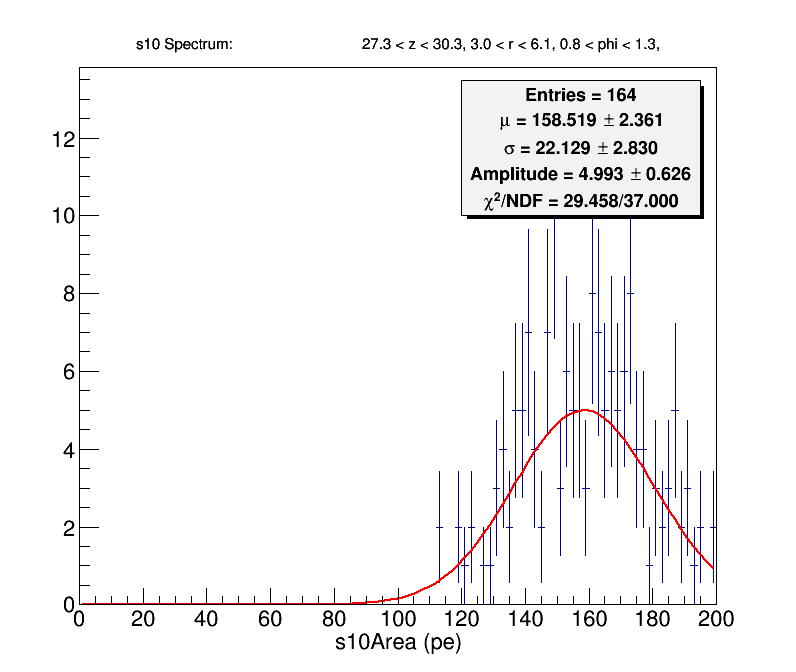 s10 Spectrum: 27.3 < z < 30.3, 3.0 < r < 6.1, 0.8 < phi < 1.3,
Entries = 164
μ = 158.519 ± 2.361
σ = 22.129 ± 2.830
Amplitude = 4.993 ± 0.626
χ²/NDF = 29.458/37.000
12
10
8
6
4
2
0
0 20 40 60 80 100 120 140 160 180 200
s10Area (pe)